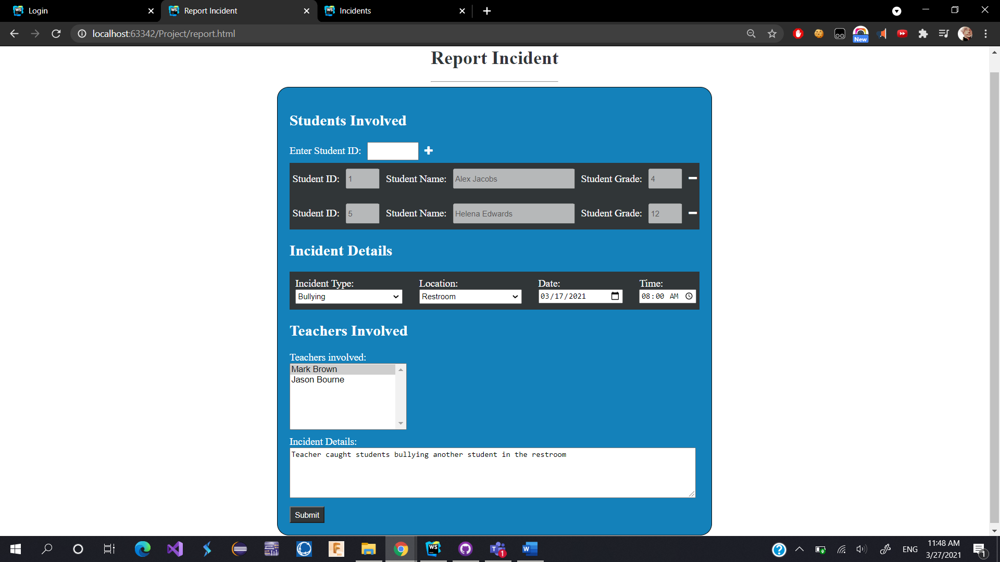 Login
Report Incident
Incidents
localhost:63342/Project/report.html
New
Report Incident
Students Involved
Enter Student ID:
Student ID: 1 Student Name: Alex Jacobs Student Grade: 4
Student ID: 5 Student Name: Helena Edwards Student Grade: 12
Incident Details
Incident Type: Location: Date: Time:
Bullying Restroom 03/17/2021 08:00 AM
Teachers Involved
Teachers involved:
Mark Brown
Jason Bourne
Incident Details:
Teacher caught students bullying another student in the restroom
Submit
ENG
11:48 AM
3/27/2021
1